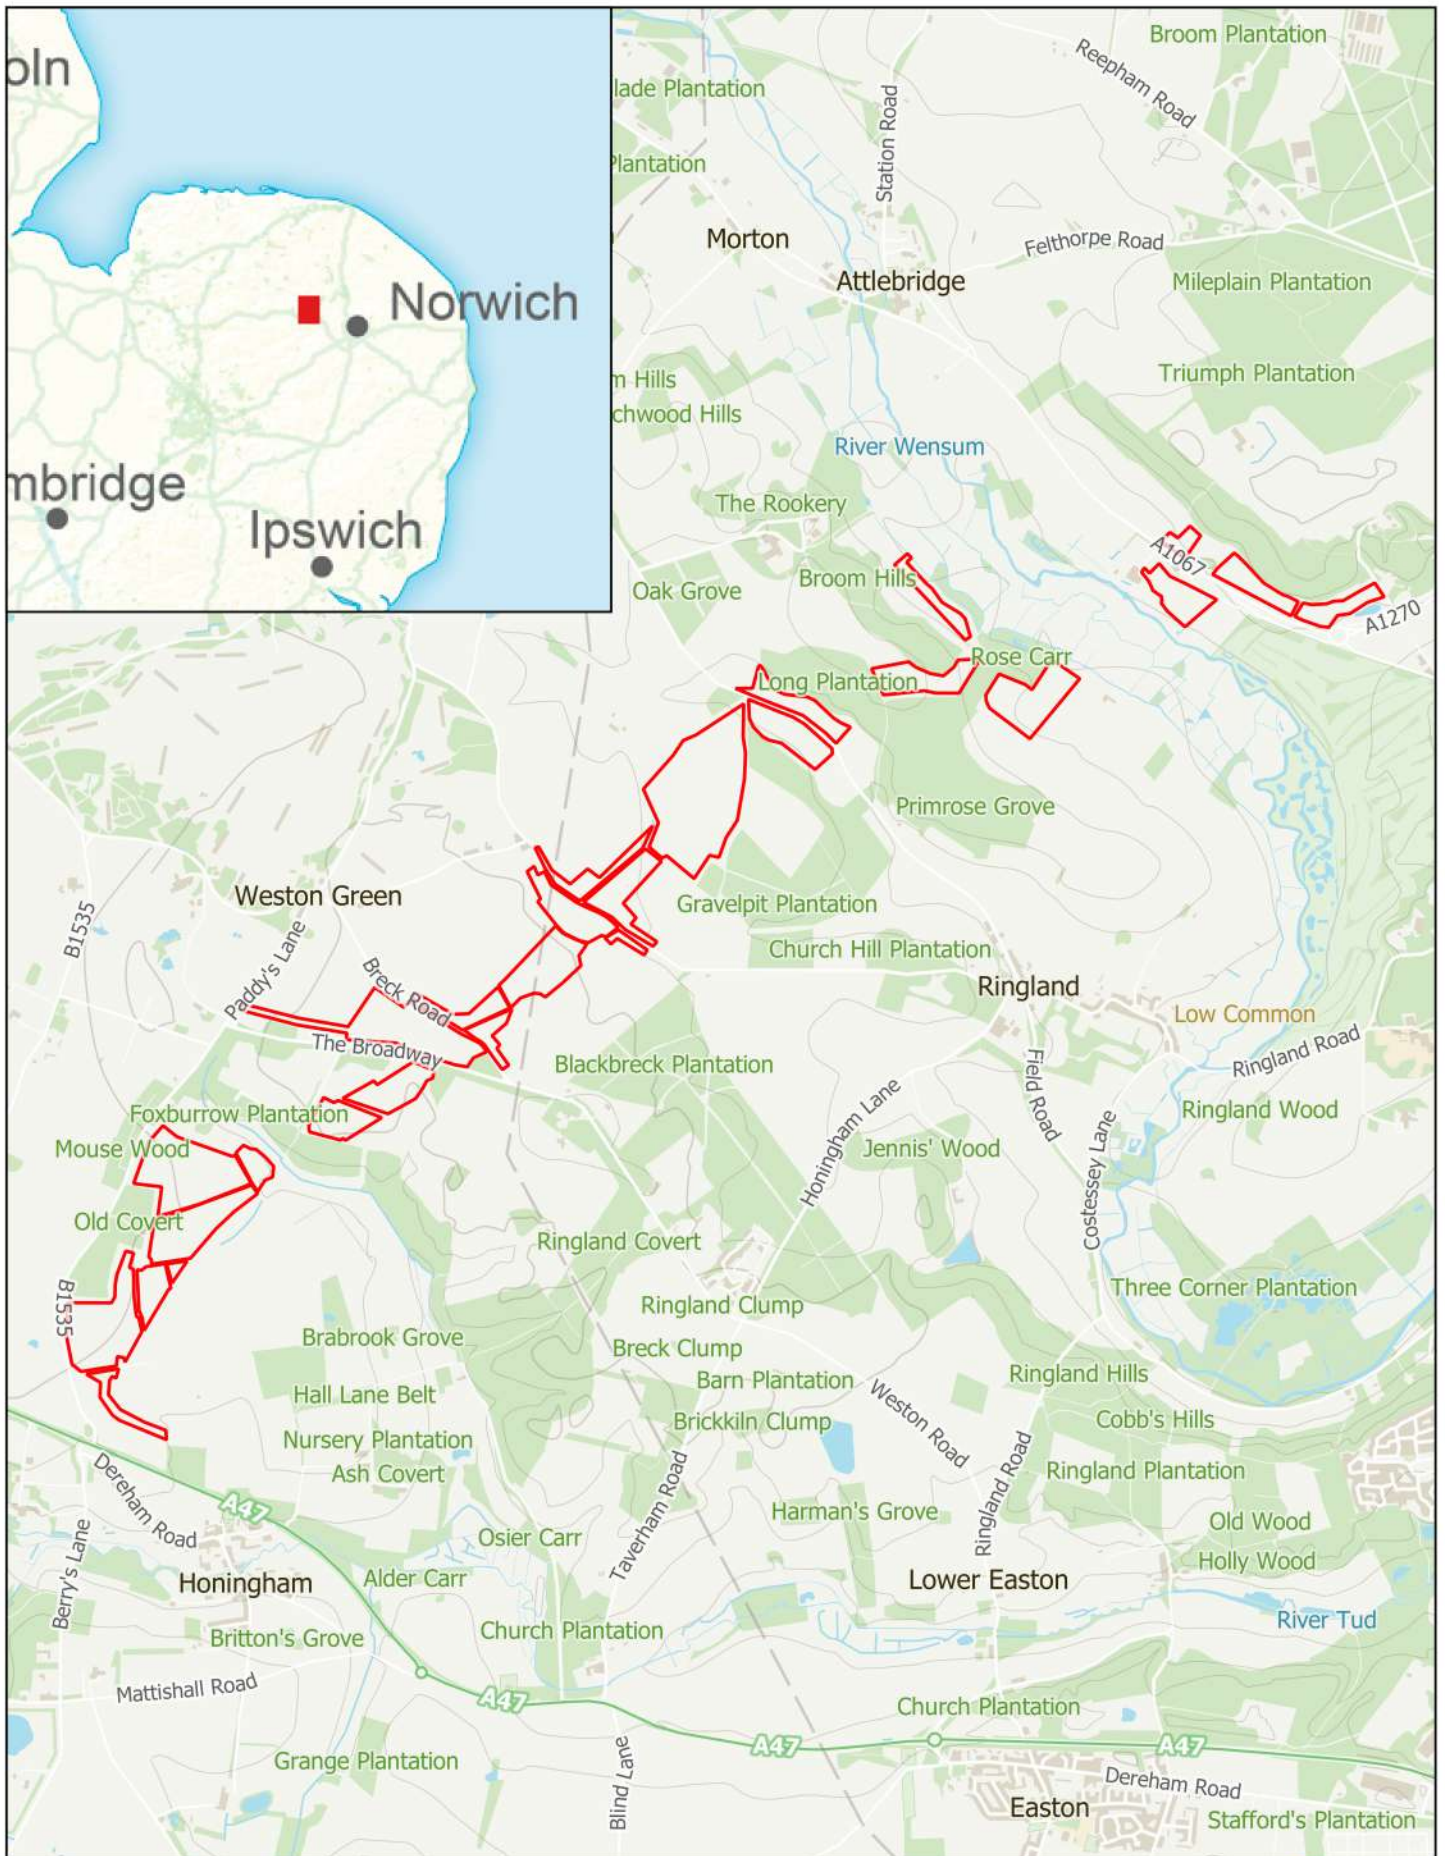 oln
Norwich
mbridge
Ipswich
Broom Plantation
Reepham Road
lade Plantation
Station Road
Plantation
Morton
Felthorpe Road
Attlebridge
Mileplain Plantation
Triumph Plantation
m Hills
chwood Hills
River Wensum
The Rookery
A1067
Broom Hills
Oak Grove
A1270
Rose Carr
Long Plantation
Primrose Grove
Weston Green
Gravelpit Plantation
B1535
Church Hill Plantation
Paddy's Lane
Breck Road
Ringland
Low Common
The Broadway
Ringland Road
Blackbreck Plantation
Field Road
Foxburrow Plantation
Honingham Lane
Ringland Wood
Mouse Wood
Jennis' Wood
Costessey Lane
Old Covert
Ringland Covert
Three Corner Plantation
B1535
Ringland Clump
Brabrook Grove
Breck Clump
Ringland Hills
Barn Plantation
Hall Lane Belt
Weston Road
Brickkiln Clump
Cobb's Hills
Nursery Plantation
Ash Covert
Ringland Plantation
Dereham Road
A47
Taverham Road
Harman's Grove
Ringland Road
Old Wood
Osier Carr
Holly Wood
Berry's Lane
Honingham
Alder Carr
Lower Easton
River Tud
Britton's Grove
Church Plantation
Mattishall Road
A47
Church Plantation
A47
A47
Grange Plantation
Blind Lane
Dereham Road
Easton
Stafford's Plantation